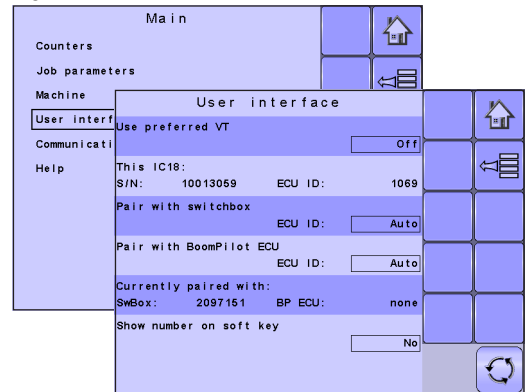 Main
Counters
Job parameters
Machine
User interf
Communicati
Help
User interface
Use preferred VT
Off
This IC18:
S/N: 10013059 ECU ID: 1069
Pair with switchbox
ECU ID: Auto
Pair with BoomPilot ECU
ECU ID: Auto
Currently paired with:
SwBox: 2097151 BP ECU: none
Show number on soft key
No